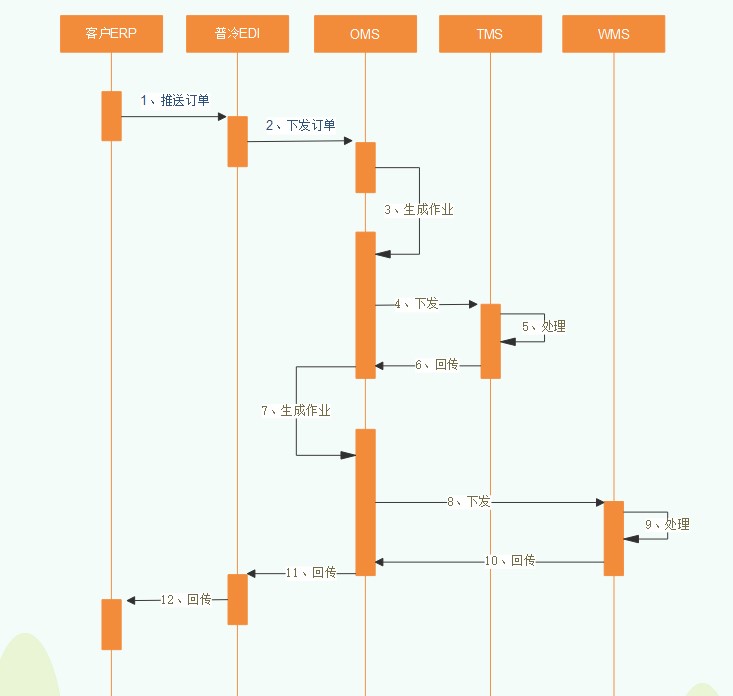 客户ERP
普冷EDI
OMS
TMS
WMS
1、推送订单
2、下发订单
3、生成作业
4、下发
5、处理
6、回传
7、生成作业
8、下发
9、处理
10、回传
11、回传
12、回传